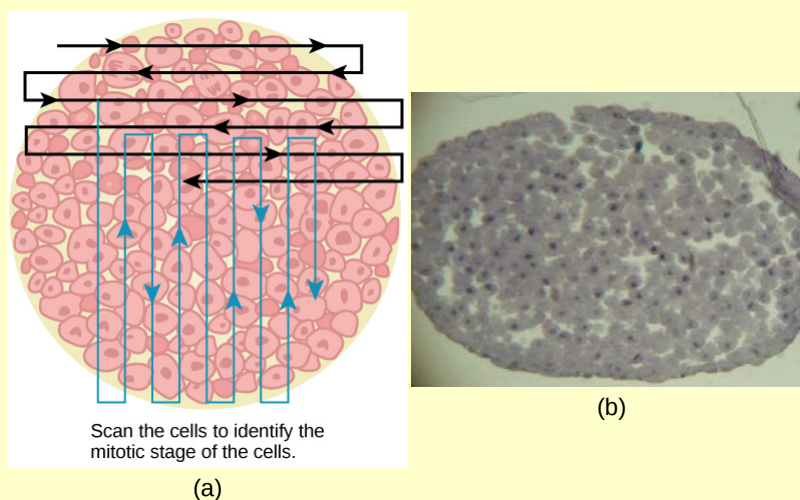 Scan the cells to identify the
mitotic stage of the cells.
(a)
(b)